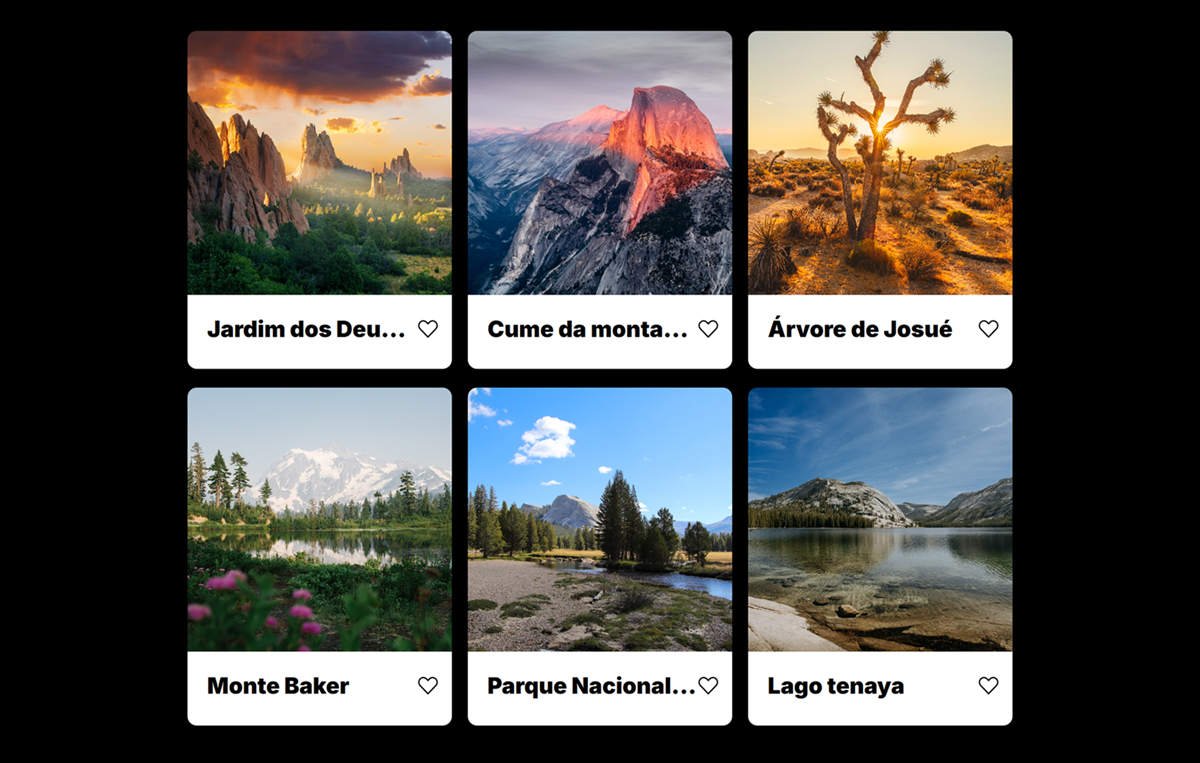 Jardim dos Deu...
Cume da monta...
Árvore de Josué
Monte Baker
Parque Nacional...
Lago tenaya